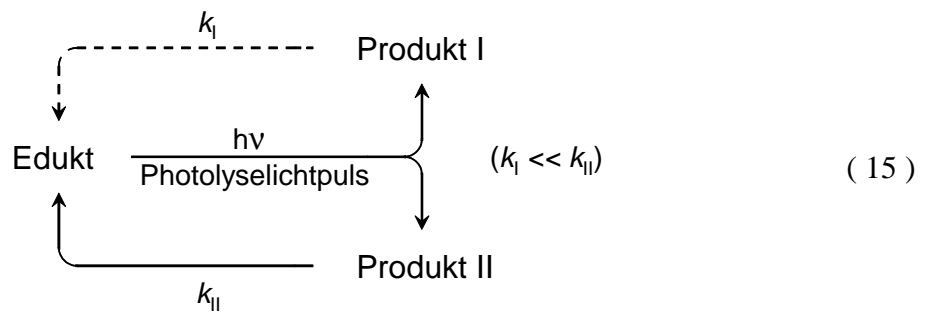 k_I
Produkt I
Edukt
hν
Photolyselichtpuls
(k_I << k_II)
( 15 )
Produkt II
k_II